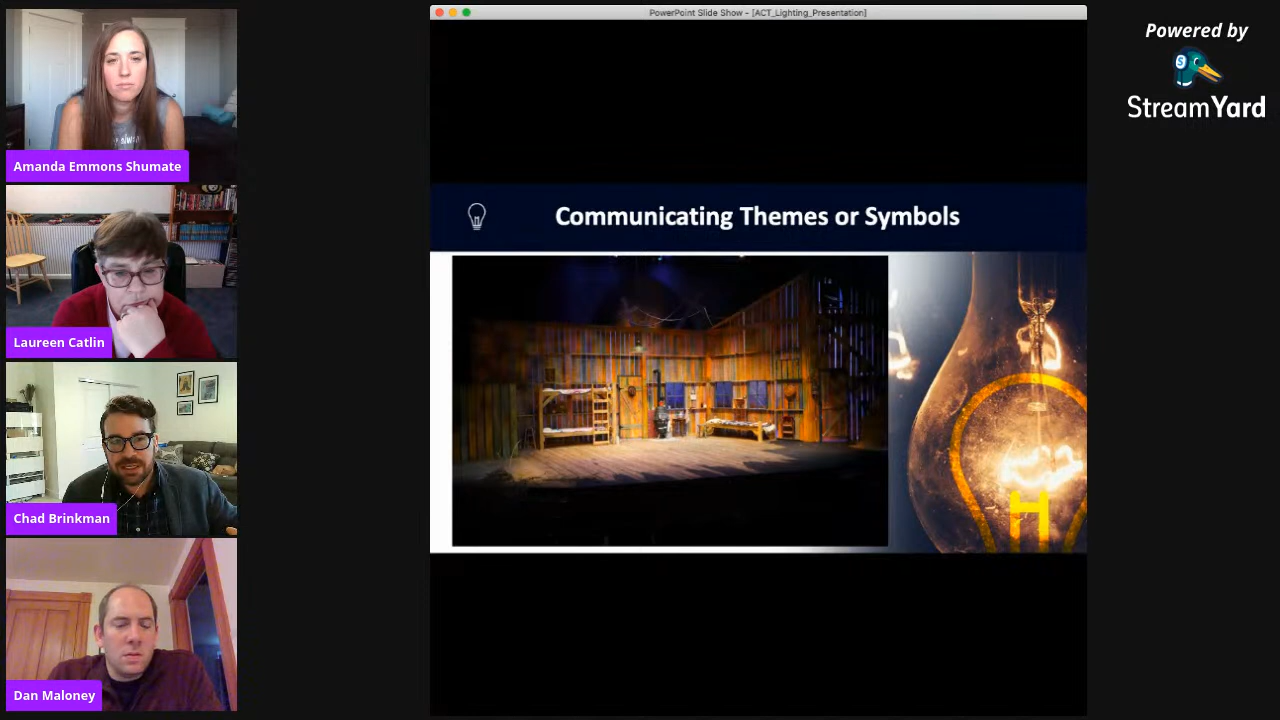 PowerPoint Slide Show - [ACT_Lighting_Presentation]
Powered by
StreamYard
Amanda Emmons Shumate
Communicating Themes or Symbols
Laureen Catlin
Chad Brinkman
Dan Maloney